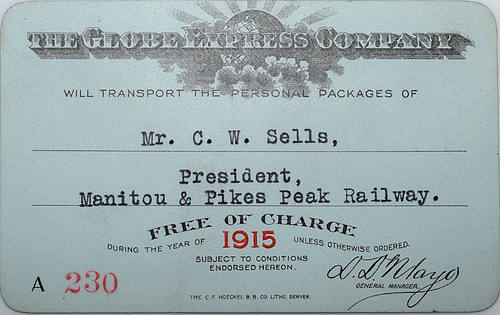 THE GLOBE EXPRESS COMPANY
WILL TRANSPORT THE PERSONAL PACKAGES OF
Mr. C. W. Sells,
President,
Manitou & Pikes Peak Railway.
FREE OF CHARGE
DURING THE YEAR OF 1915 UNLESS OTHERWISE ORDERED.
SUBJECT TO CONDITIONS
ENDORSED HEREON.
D. D. Mayo
GENERAL MANAGER.
A 230
THE C. F. HOECKEL B. B. CO. LITHO. DENVER.